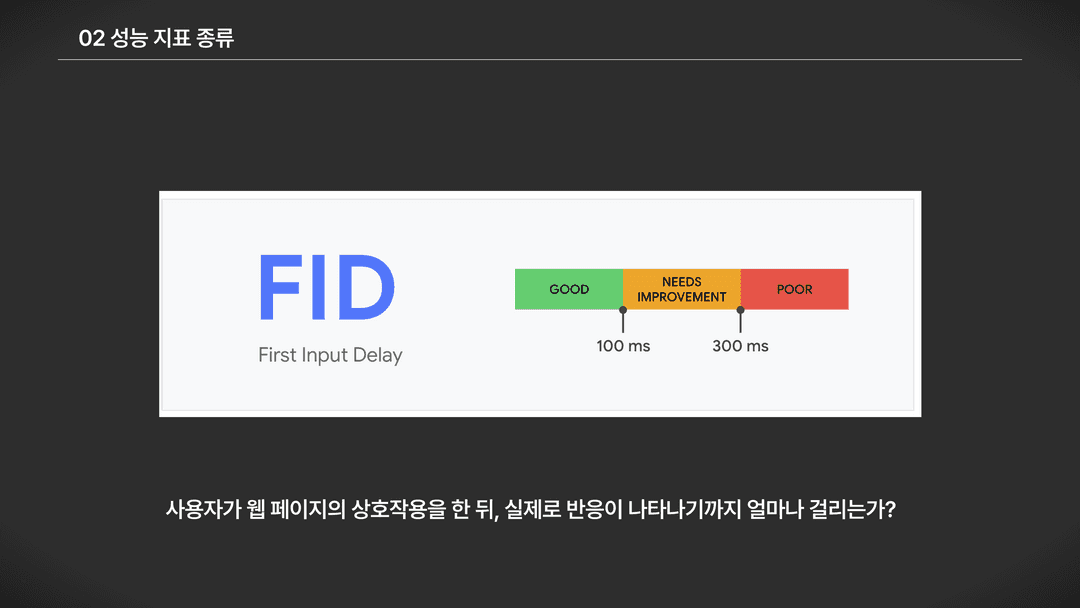 02 성능 지표 종류
FID
First Input Delay
GOOD
NEEDS
IMPROVEMENT
POOR
100 ms
300 ms
사용자가 웹 페이지의 상호작용을 한 뒤, 실제로 반응이 나타나기까지 얼마나 걸리는가?